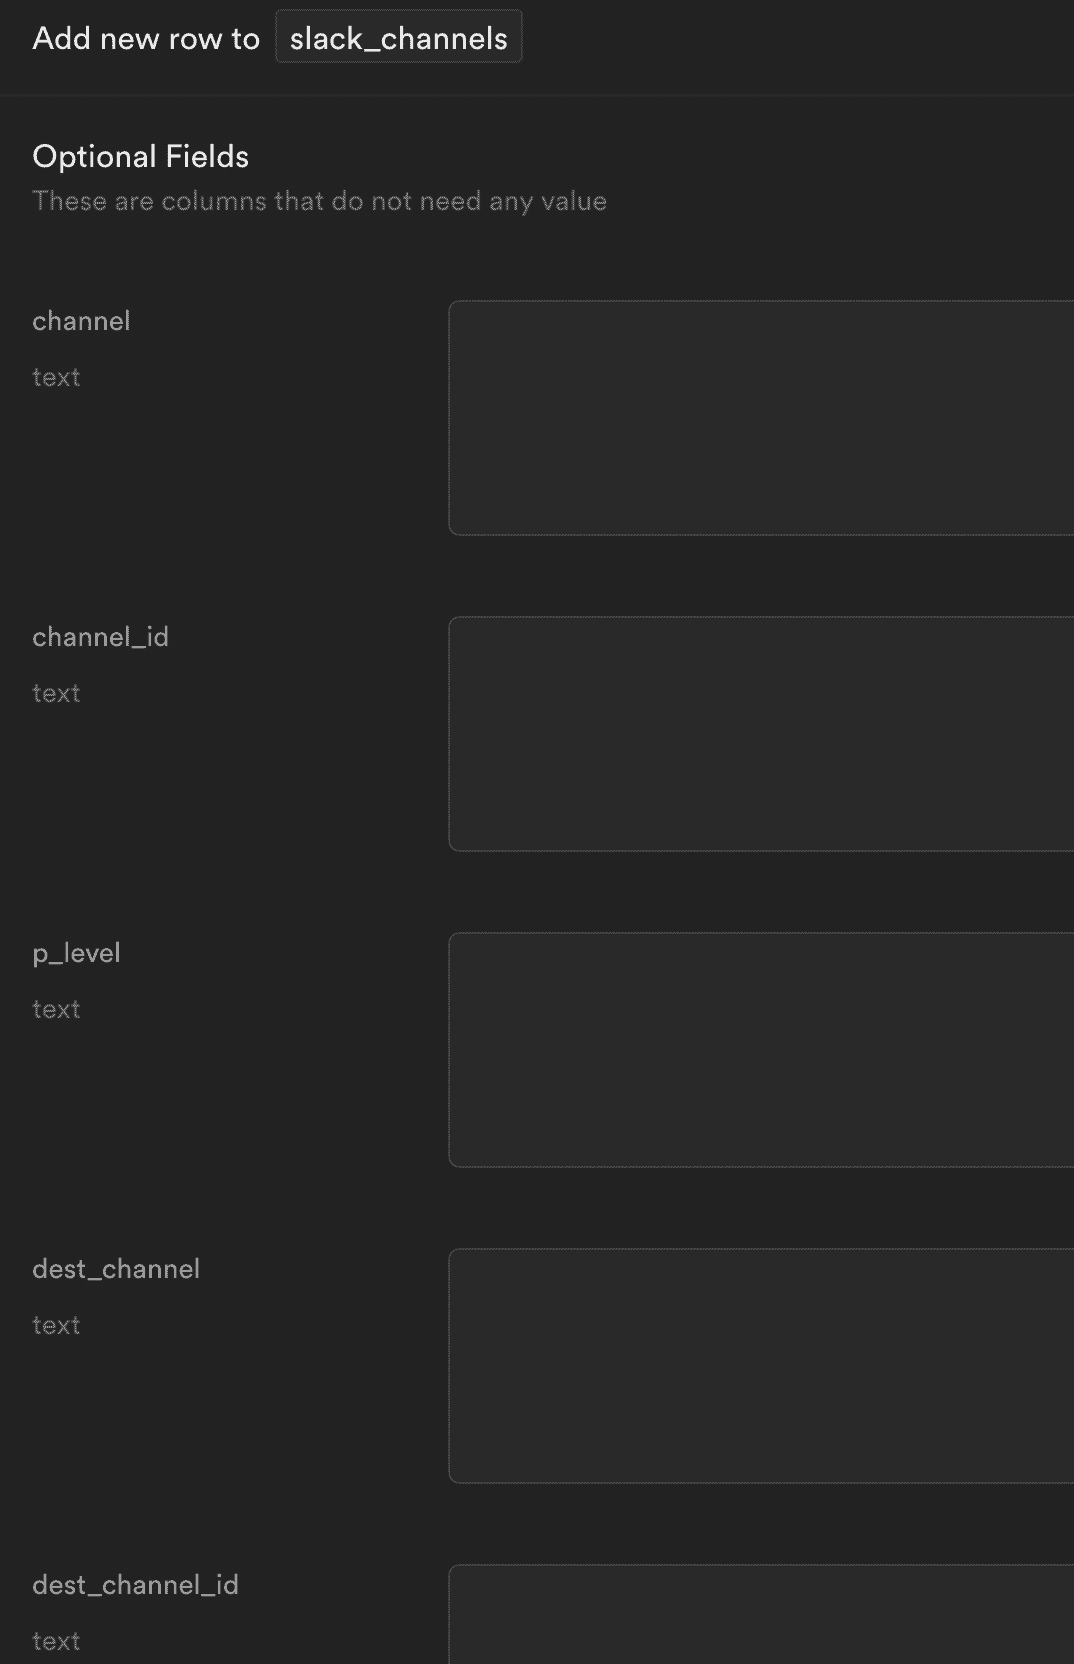 Add new row to slack_channels
Optional Fields
These are columns that do not need any value
channel
text
channel_id
text
p_level
text
dest_channel
text
dest_channel_id
text